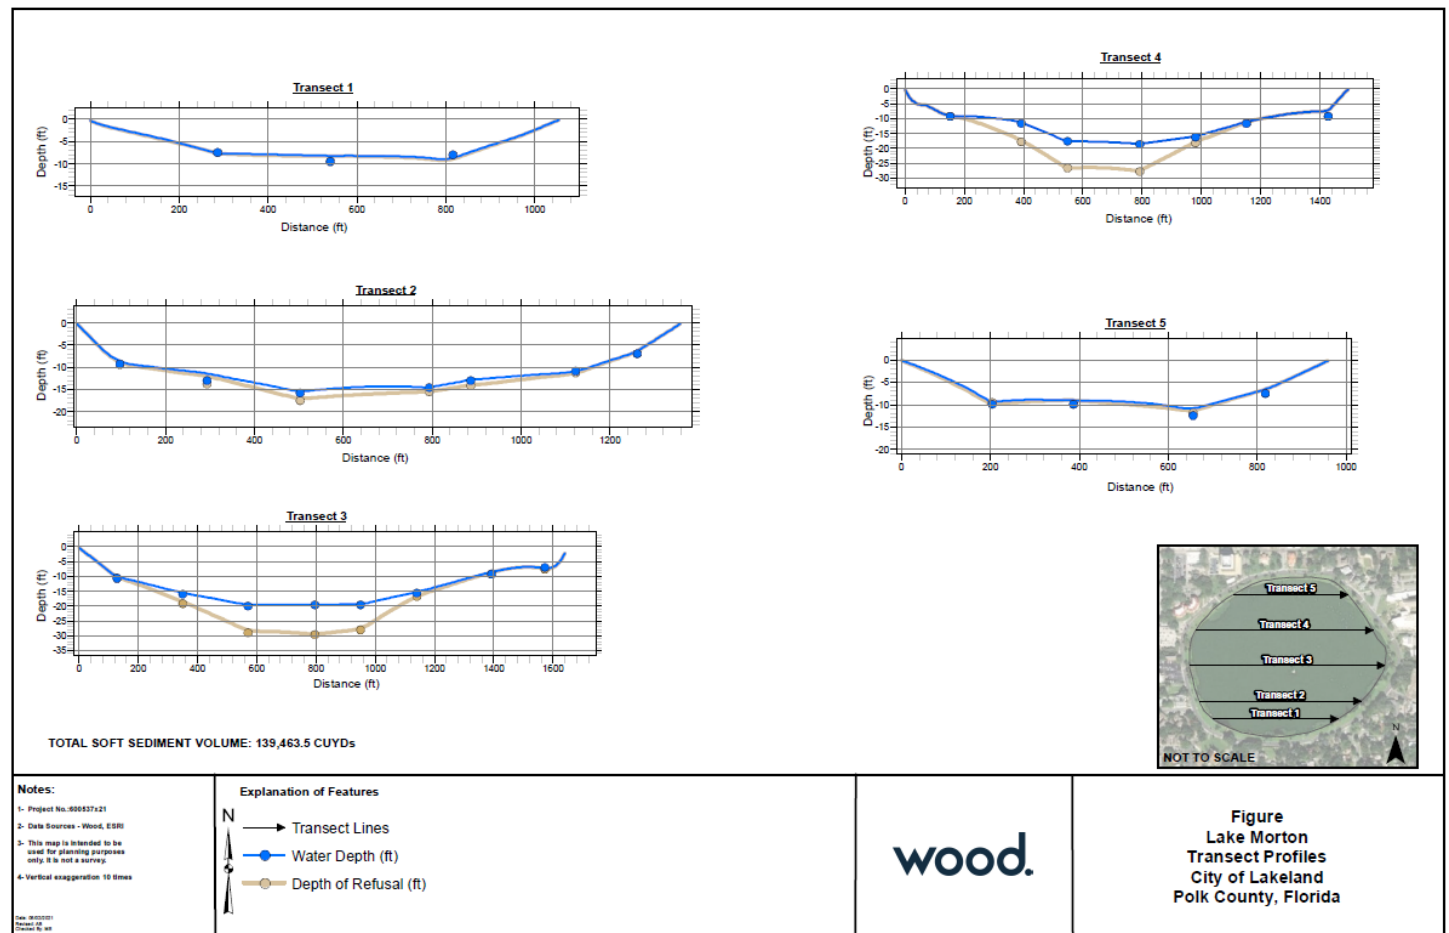 Transect 1
0
-5
-10
-15
Depth (ft)
0
200
400
600
800
1000
Distance (ft)
Transect 2
0
-5
-10
-15
-20
Depth (ft)
0
200
400
600
800
1000
1200
Distance (ft)
Transect 3
0
-5
-10
-15
-20
-25
-30
-35
Depth (ft)
0
200
400
600
800
1000
1200
1400
1600
Distance (ft)
Transect 4
0
-5
-10
-15
-20
-25
-30
Depth (ft)
0
200
400
600
800
1000
1200
1400
Distance (ft)
Transect 5
0
-5
-10
-15
-20
Depth (ft)
0
200
400
600
800
1000
Distance (ft)
Transect 5
Transect 4
Transect 3
Transect 2
Transect 1
N
NOT TO SCALE
TOTAL SOFT SEDIMENT VOLUME: 139,463.5 CUYDs
Notes:
1- Project No.:600537x21
2- Data Sources - Wood, ESRI
3- This map is intended to be
used for planning purposes
only. It is not a survey.
4- Vertical exaggeration 10 times
Revised: AB
Checked By: MR
Explanation of Features
N
Transect Lines
Water Depth (ft)
Depth of Refusal (ft)
wood.
Figure
Lake Morton
Transect Profiles
City of Lakeland
Polk County, Florida